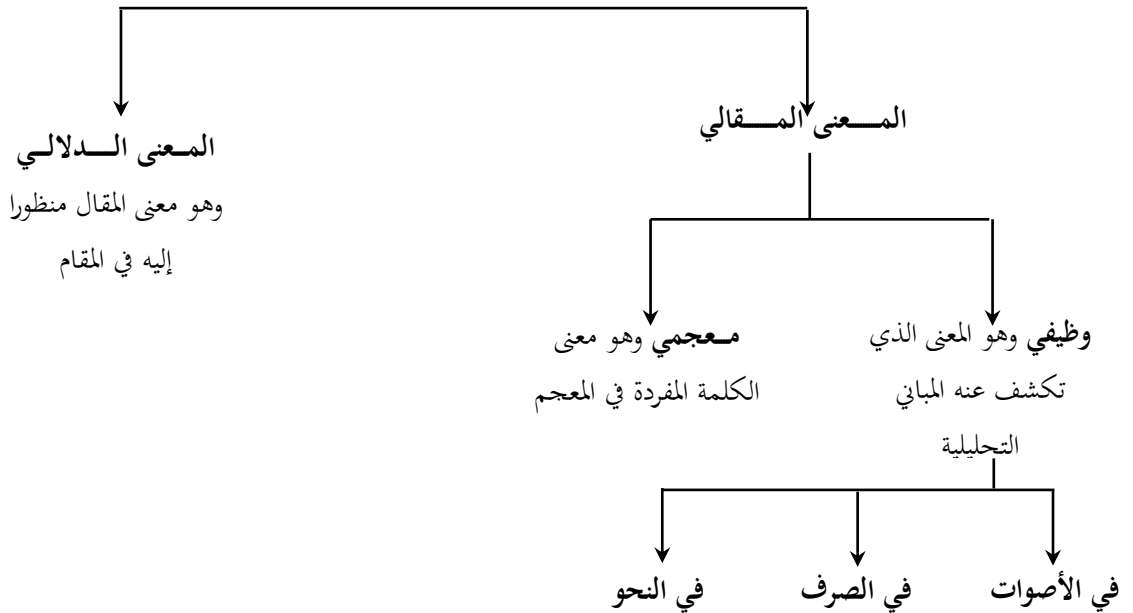 المعنى المقالي
المعنى الدلالي
وهو معنى المقال منظورا
إليه في المقام
وظيفي وهو المعنى الذي
تكشف عنه المباني
التحليلية
معجمي وهو معنى
الكلمة المفردة في المعجم
في الأصوات
في الصرف
في النحو